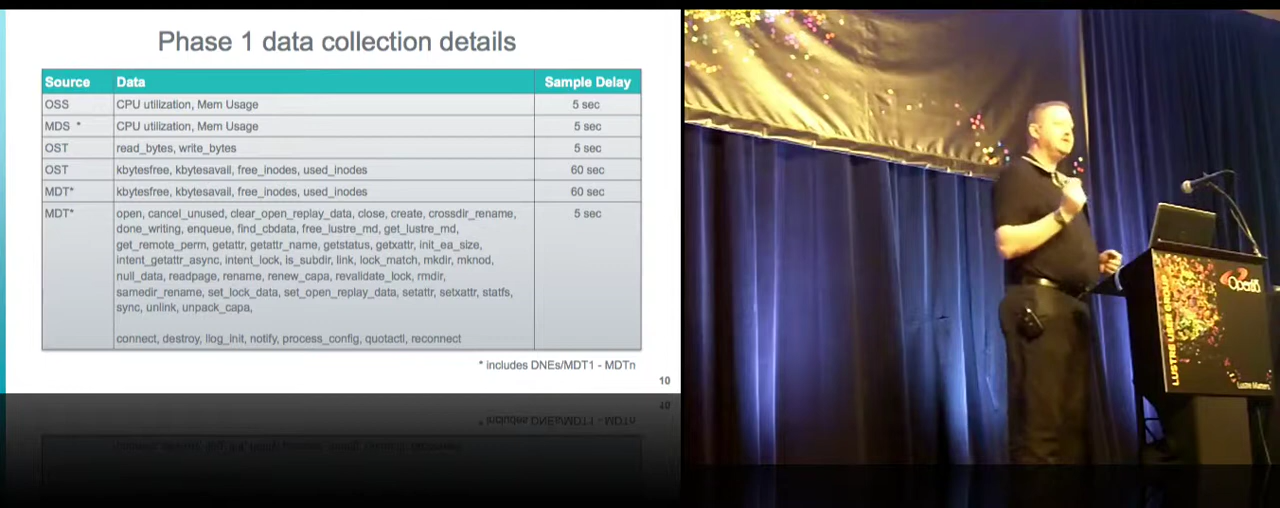 Phase 1 data collection details
Source Data Sample Delay
OSS CPU utilization, Mem Usage 5 sec
MDS * CPU utilization, Mem Usage 5 sec
OST read_bytes, write_bytes 5 sec
OST kbytesfree, kbytesavail, free_inodes, used_inodes 60 sec
MDT* kbytesfree, kbytesavail, free_inodes, used_inodes 60 sec
MDT* open, cancel_unused, clear_open_replay_data, close, create, crossdir_rename, 5 sec
done_writing, enqueue, find_cbdata, free_lustre_md, get_lustre_md,
get_remote_perm, getattr, getattr_name, getstatus, getxattr, init_ea_size,
intent_getattr_async, intent_lock, is_subdir, link, lock_match, mkdir, mknod,
null_data, readpage, rename, renew_capa, revalidate_lock, rmdir,
samedir_rename, set_lock_data, set_open_replay_data, setattr, setxattr, statfs,
sync, unlink, unpack_capa,
connect, destroy, llog_init, notify, process_config, quotactl, reconnect
* includes DNEs/MDT1 - MDTn
10
LUSTRE USER GROUP
Lustre Matters